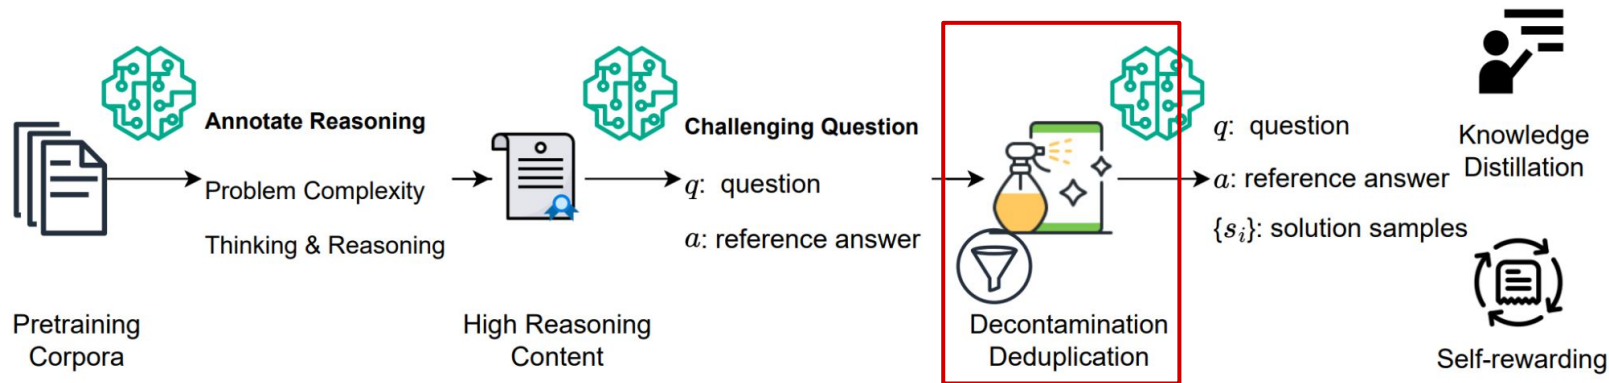 Annotate Reasoning
Problem Complexity
Thinking & Reasoning
Pretraining
Corpora
High Reasoning
Content
Challenging Question
q: question
a: reference answer
Decontamination
Deduplication
q: question
a: reference answer
{s_i}: solution samples
Knowledge
Distillation
Self-rewarding